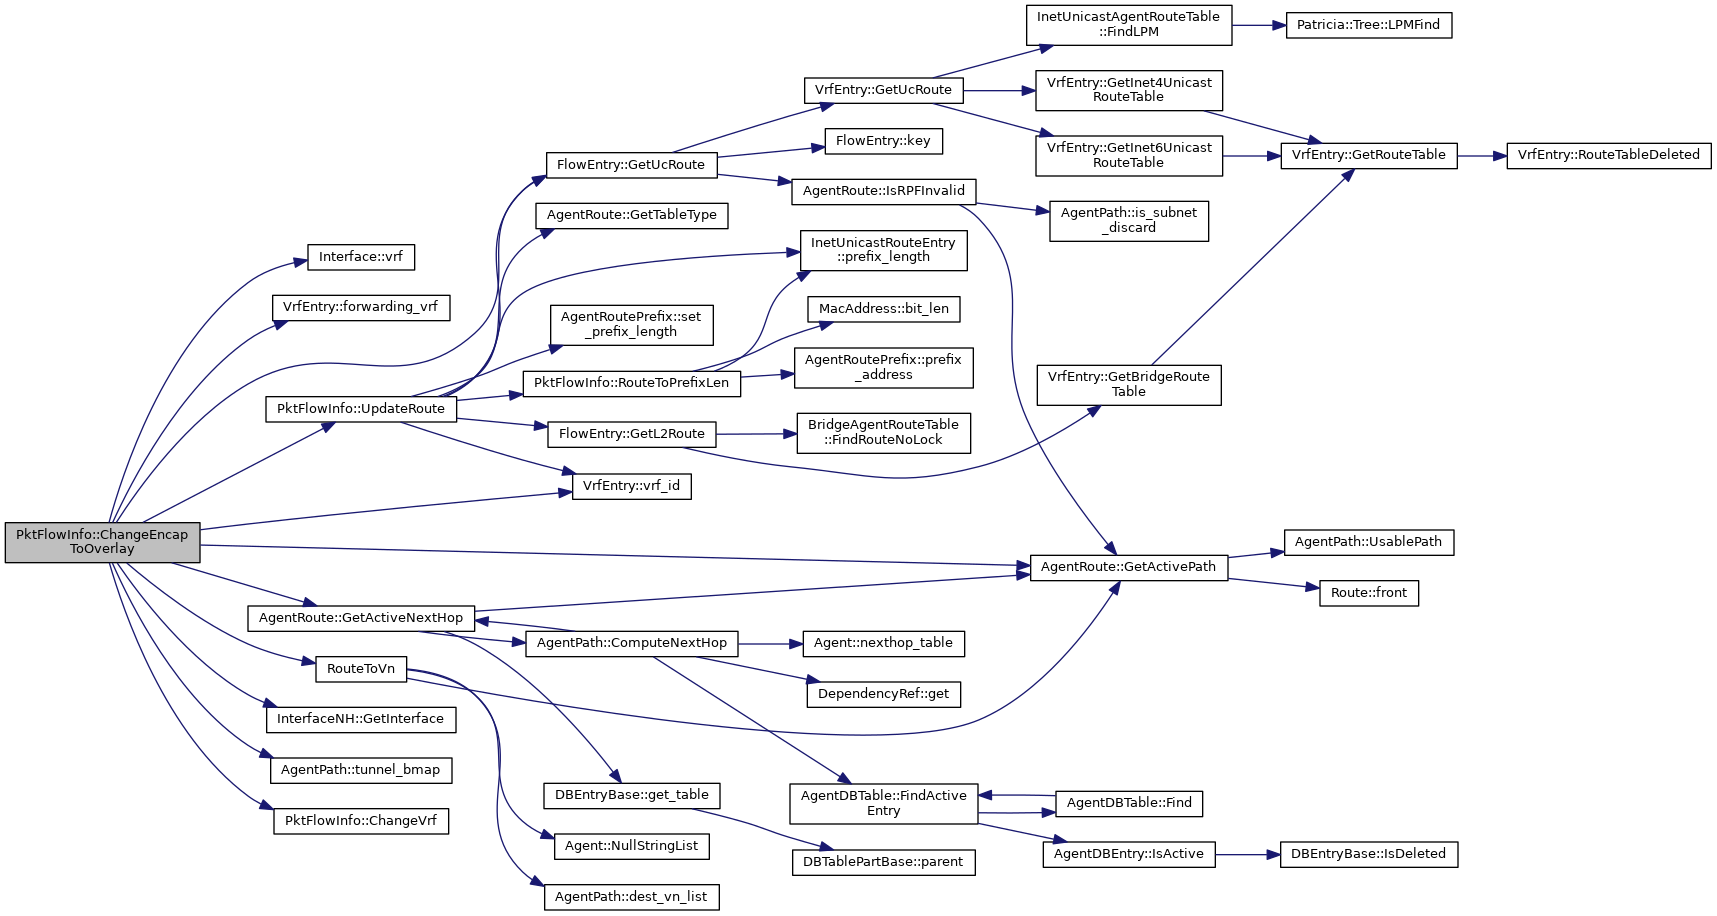 PktFlowInfo::ChangeEncap
ToOverlay
Interface::vrf
VrfEntry::forwarding_vrf
PktFlowInfo::UpdateRoute
AgentRoute::GetActiveNextHop
RouteToVn
InterfaceNH::GetInterface
AgentPath::tunnel_bmap
PktFlowInfo::ChangeVrf
FlowEntry::GetUcRoute
AgentRoute::GetTableType
AgentRoutePrefix::set
_prefix_length
PktFlowInfo::RouteToPrefixLen
FlowEntry::GetL2Route
VrfEntry::vrf_id
AgentPath::ComputeNextHop
DBEntryBase::get_table
Agent::NullStringList
AgentPath::dest_vn_list
VrfEntry::GetUcRoute
FlowEntry::key
AgentRoute::IsRPFInvalid
InetUnicastRouteEntry
::prefix_length
MacAddress::bit_len
AgentRoutePrefix::prefix
_address
BridgeAgentRouteTable
::FindRouteNoLock
Agent::nexthop_table
DependencyRef::get
AgentDBTable::FindActive
Entry
DBTablePartBase::parent
InetUnicastAgentRouteTable
::FindLPM
VrfEntry::GetInet4Unicast
RouteTable
VrfEntry::GetInet6Unicast
RouteTable
AgentPath::is_subnet
_discard
VrfEntry::GetBridgeRoute
Table
AgentRoute::GetActivePath
AgentDBTable::Find
AgentDBEntry::IsActive
Patricia::Tree::LPMFind
VrfEntry::GetRouteTable
AgentPath::UsablePath
Route::front
DBEntryBase::IsDeleted
VrfEntry::RouteTableDeleted